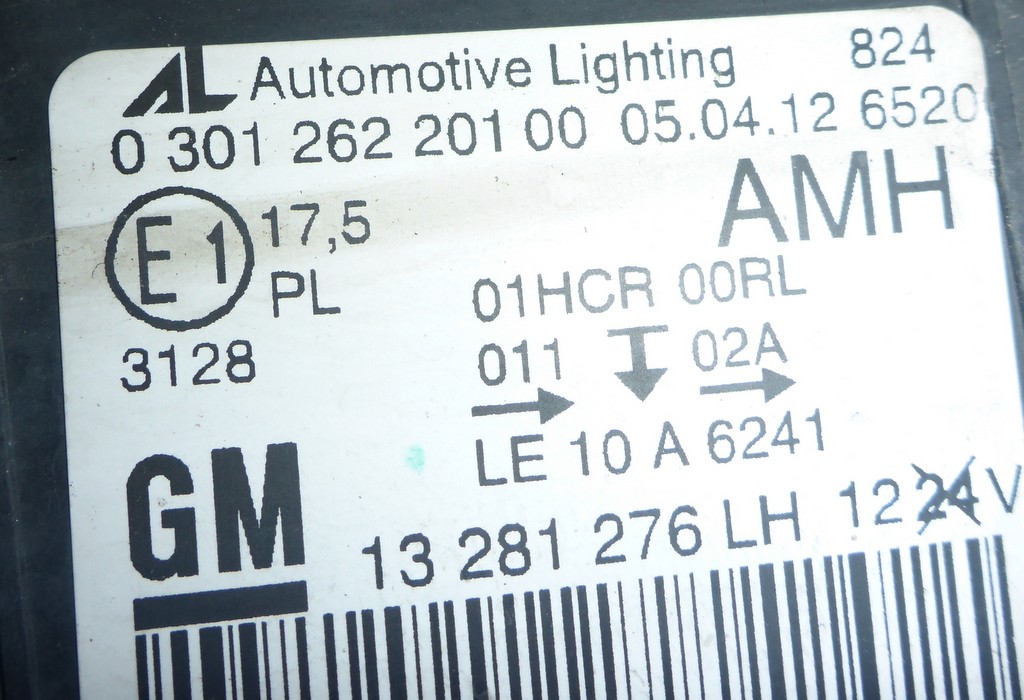 AL Automotive Lighting 824
0 301 262 201 00 05.04.12 6520
E1 17,5 AMH
PL 01HCR 00RL
3128 011 02A
LE 10 A 6241
GM 13 281 276 LH 12 24 V